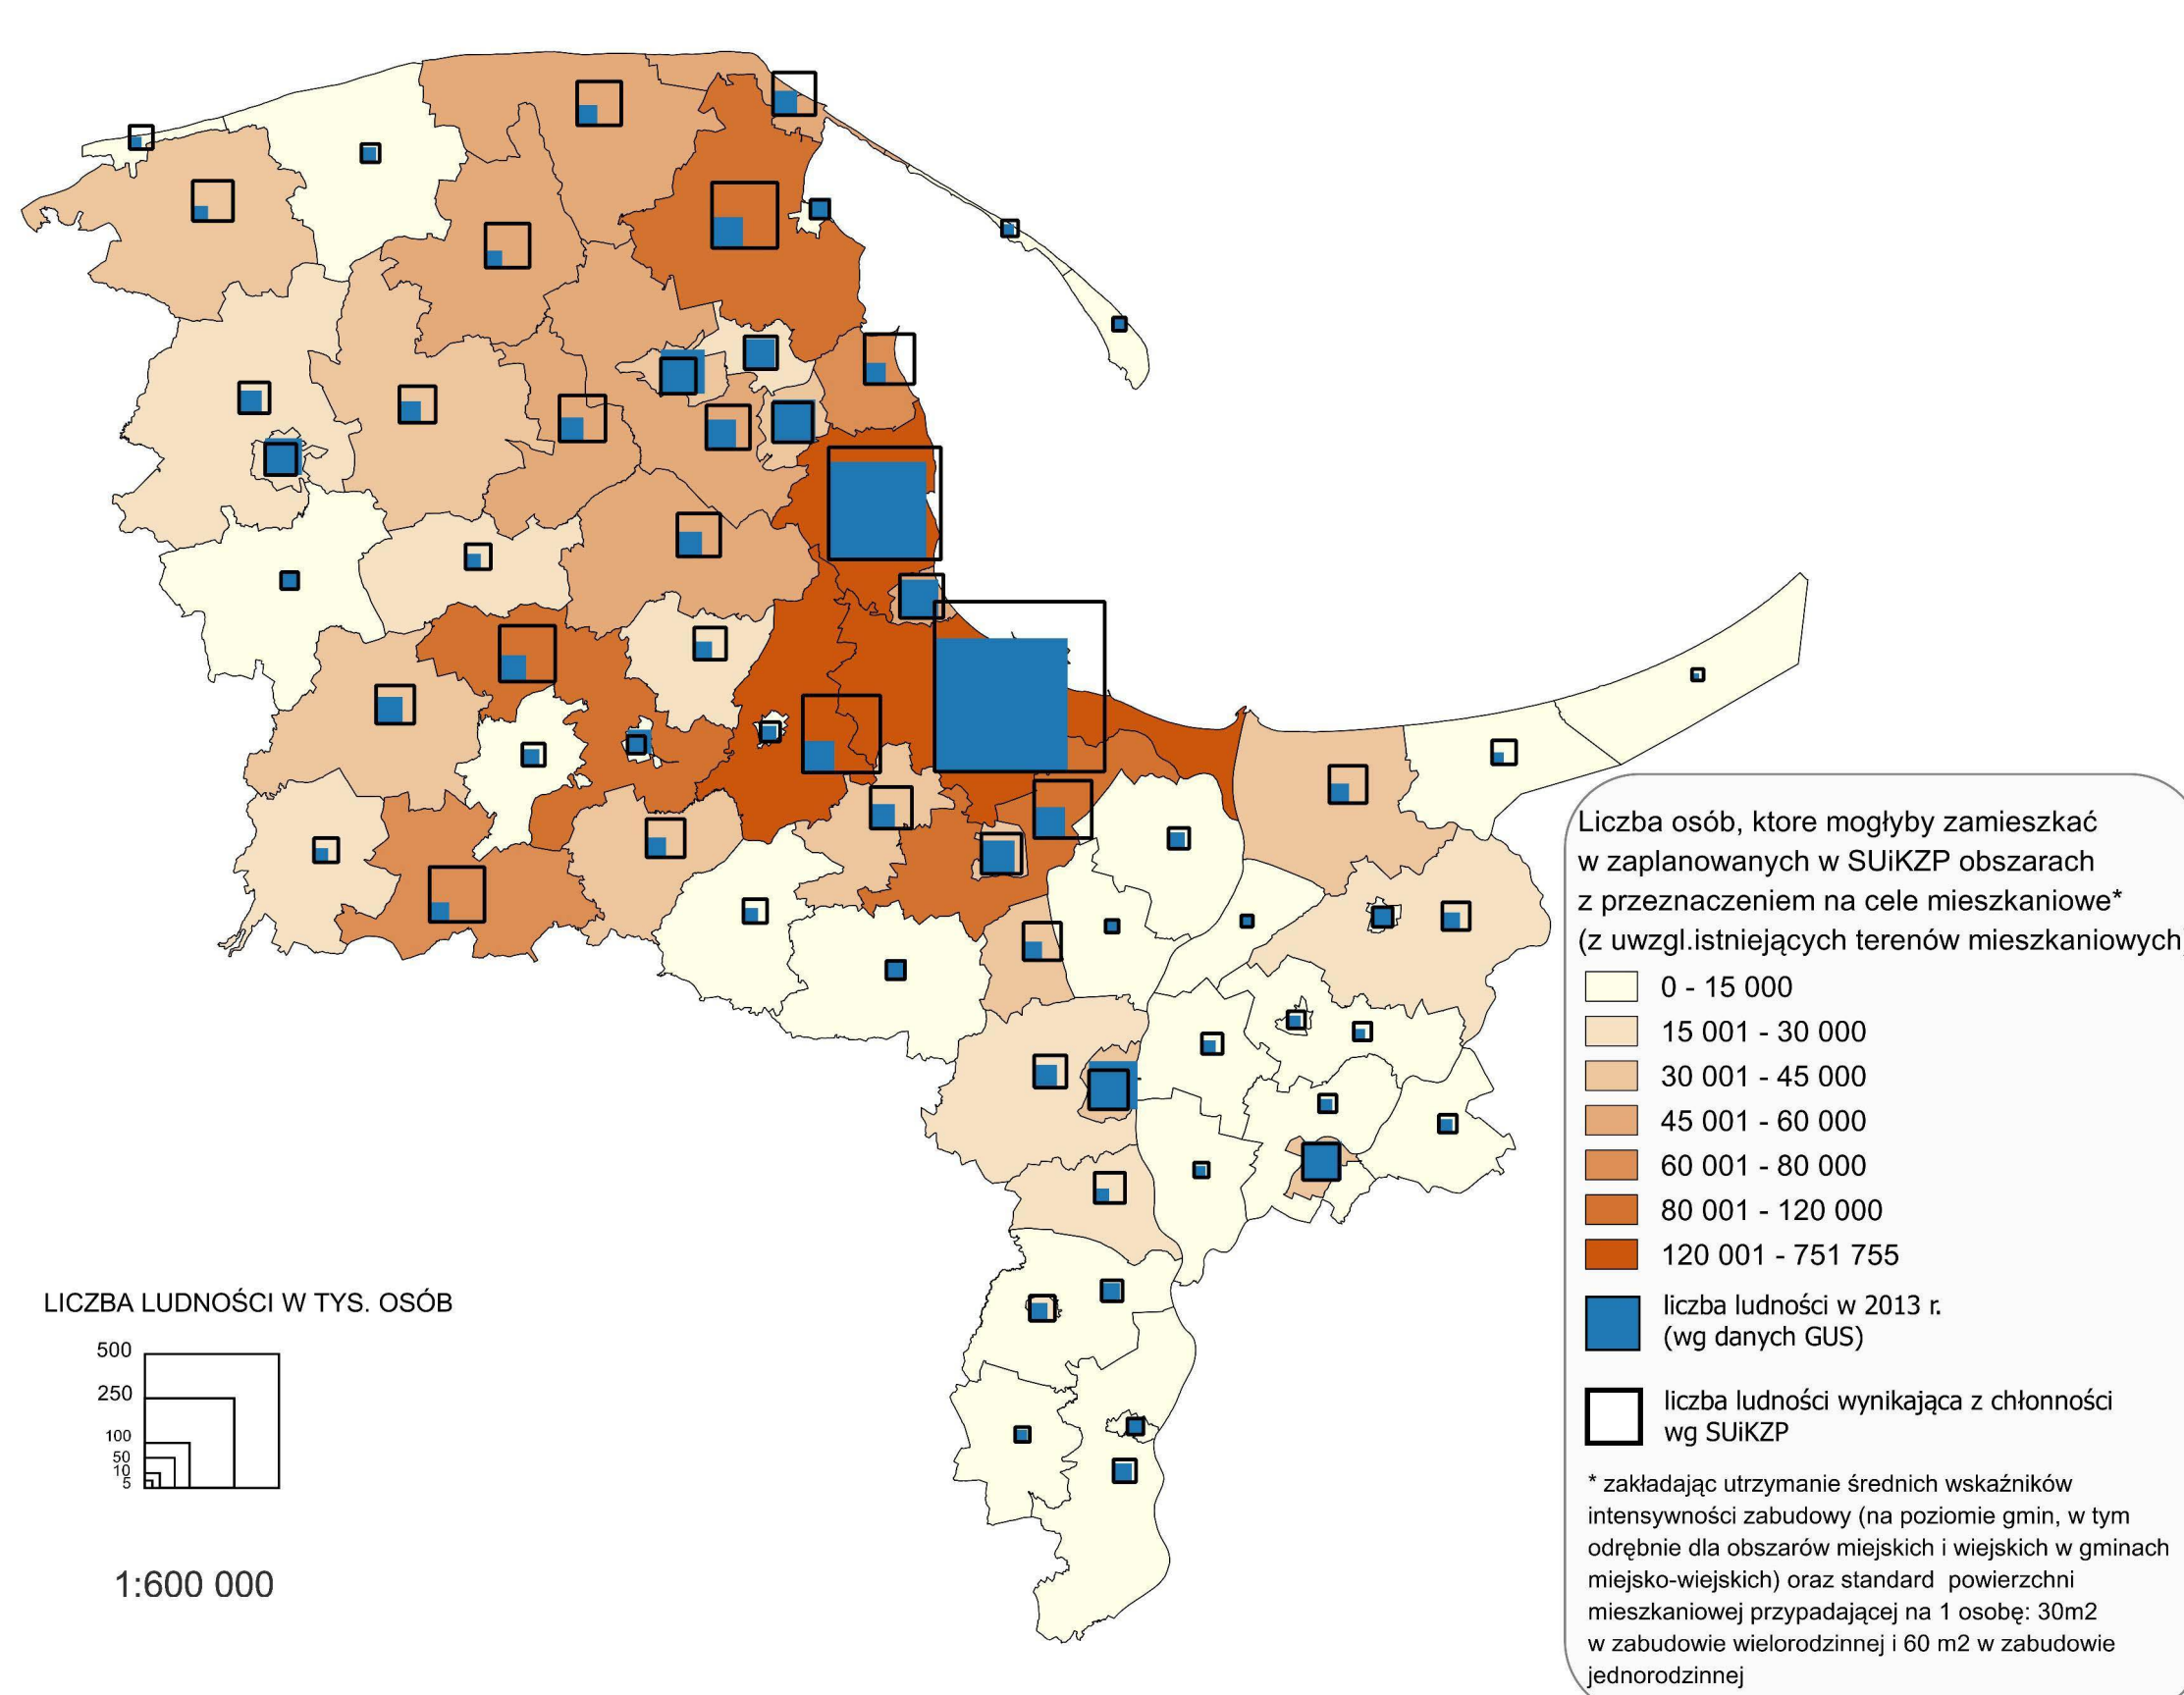 Liczba osób, ktore mogłyby zamieszkać
w zaplanowanych w SUiKZP obszarach
z przeznaczeniem na cele mieszkaniowe*
(z uwzgl.istniejących terenów mieszkaniowych)
0 - 15 000
15 001 - 30 000
30 001 - 45 000
45 001 - 60 000
60 001 - 80 000
80 001 - 120 000
120 001 - 751 755
liczba ludności w 2013 r.
(wg danych GUS)
liczba ludności wynikająca z chłonności
wg SUiKZP
* zakładając utrzymanie średnich wskaźników
intensywności zabudowy (na poziomie gmin, w tym
odrębnie dla obszarów miejskich i wiejskich w gminach
miejsko-wiejskich) oraz standard powierzchni
mieszkaniowej przypadającej na 1 osobę: 30m2
w zabudowie wielorodzinnej i 60 m2 w zabudowie
jednorodzinnej
LICZBA LUDNOŚCI W TYS. OSÓB
500
250
100
50
10
5
1:600 000